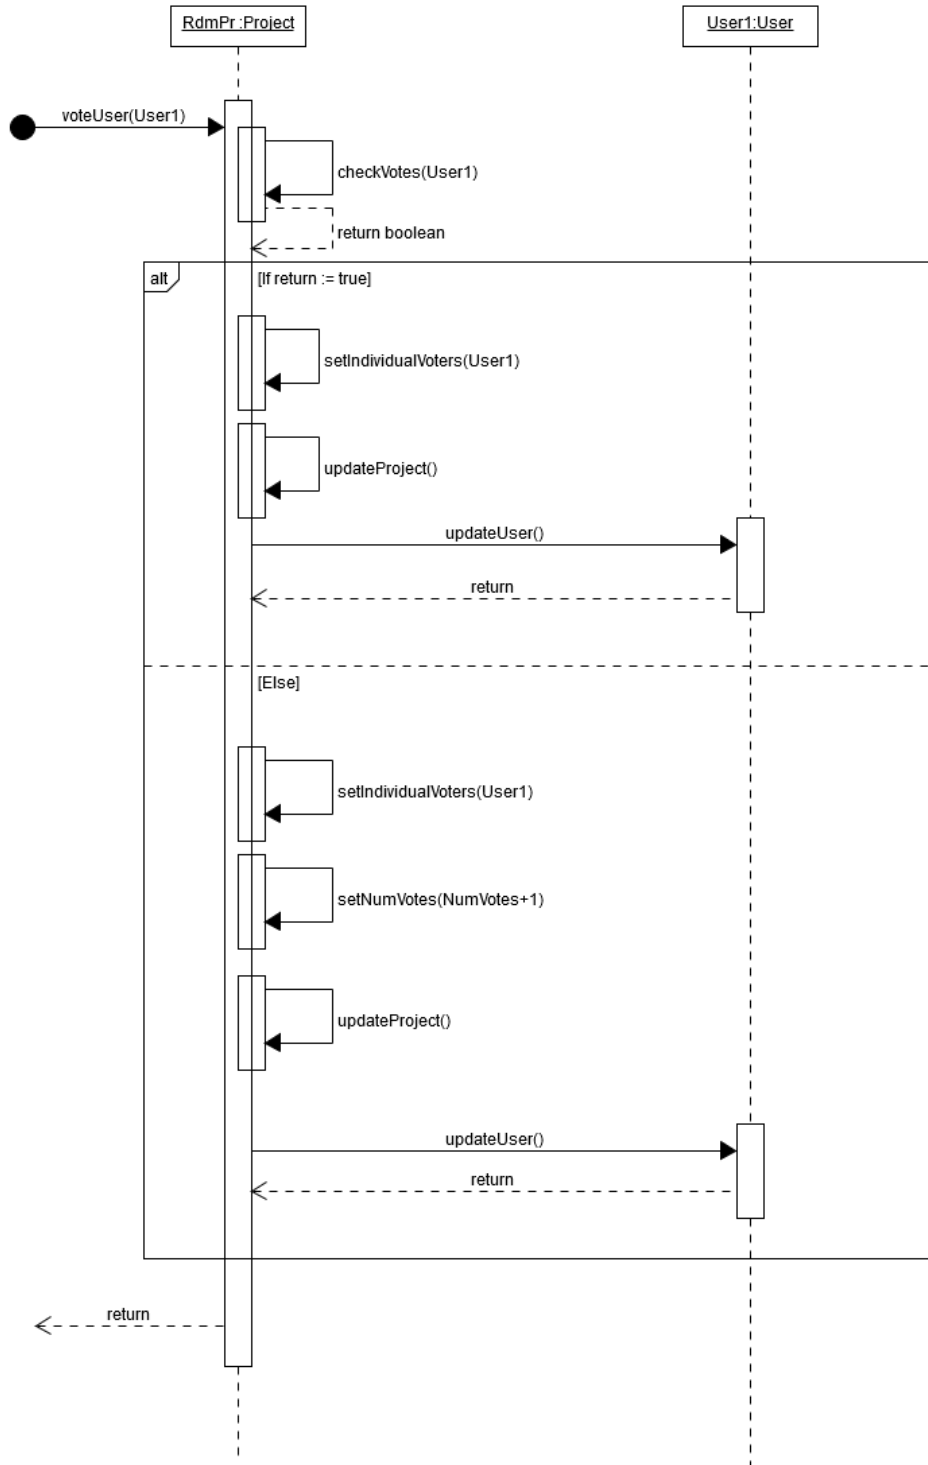 RdmPr :Project
User1:User
voteUser(User1)
checkVotes(User1)
return boolean
alt
[If return := true]
setIndividualVoters(User1)
updateProject()
updateUser()
return
[Else]
setIndividualVoters(User1)
setNumVotes(NumVotes+1)
updateProject()
updateUser()
return
return